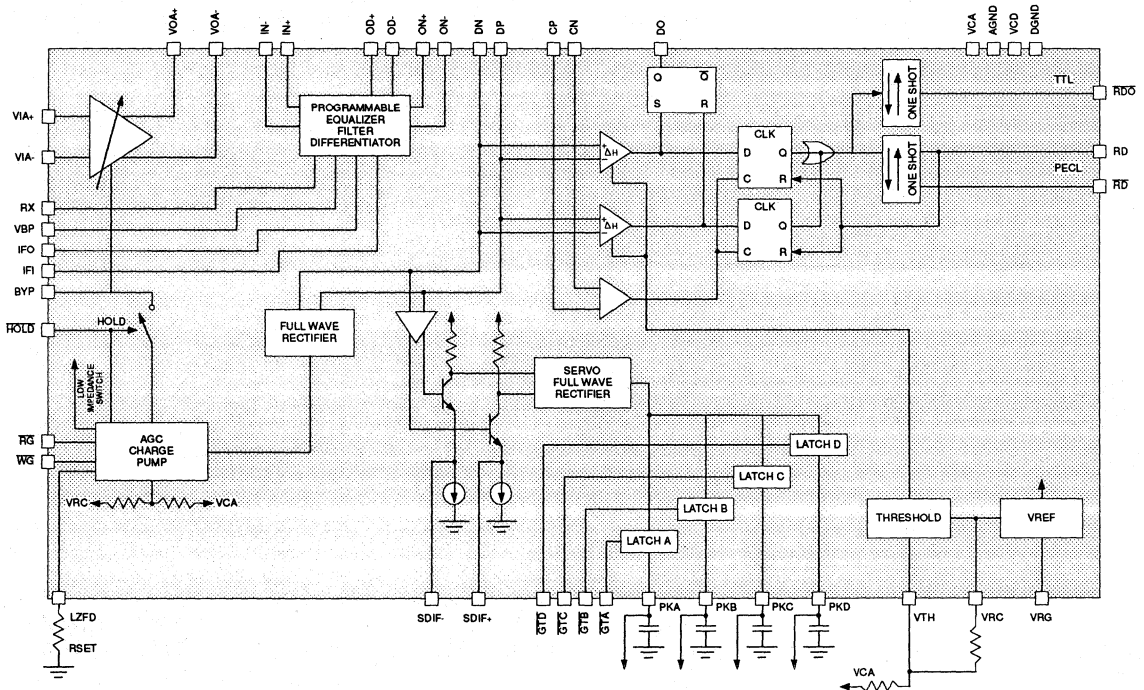 VOA+
VOA-
IN-
IN+
OD+
OD-
ON+
ON-
DN
DP
CP
CN
DO
VCA
AGND
VCD
DGND
VIA+
VIA-
RX
VBP
IFO
IFI
BYP
HOLD
HOLD
LOW
IMPEDANCE
SWITCH
RG
WG
AGC
CHARGE
PUMP
VRC
VCA
LZFD
RSET
PROGRAMMABLE
EQUALIZER
FILTER
DIFFERENTIATOR
FULL WAVE
RECTIFIER
SERVO
FULL WAVE
RECTIFIER
Q
Q
S
R
+
ΔH
-
+
ΔH
-
CLK
D
Q
C
R
CLK
D
Q
C
R
ONE SHOT
ONE SHOT
TTL
RDO
RD
PECL
RD
LATCH D
LATCH C
LATCH B
LATCH A
THRESHOLD
VREF
SDIF-
SDIF+
GTD
GTC
GTB
GTA
PKA
PKB
PKC
PKD
VTH
VRC
VRG
VCA